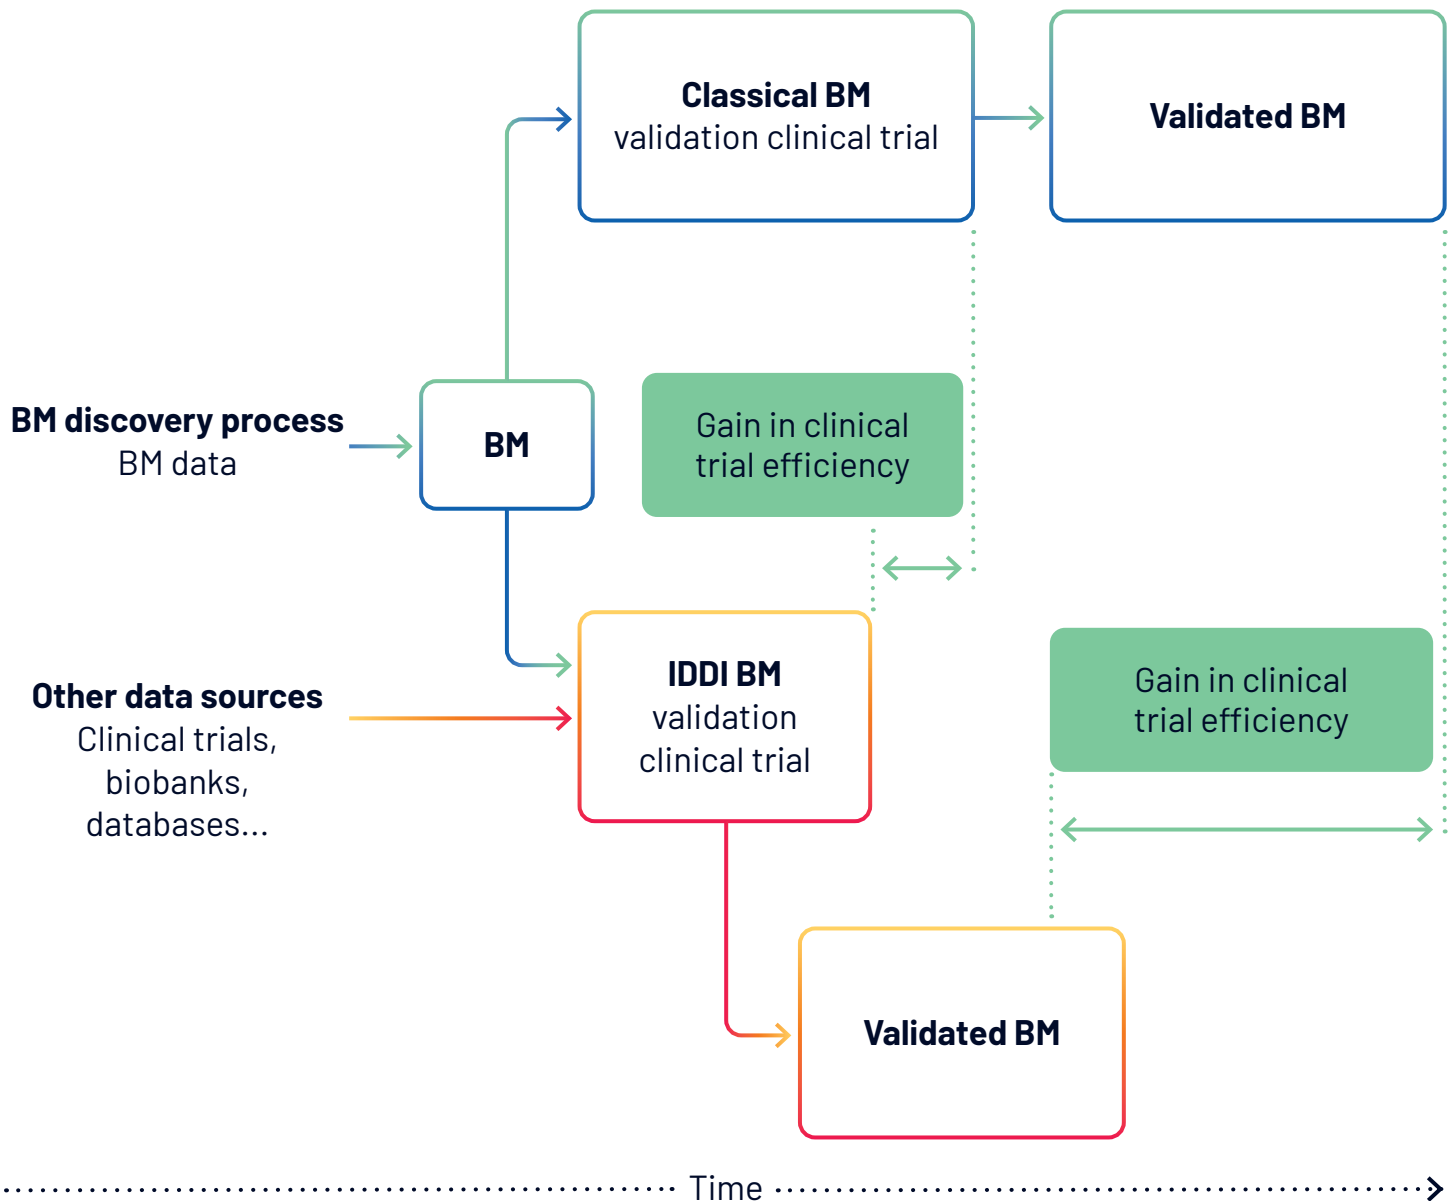 Classical BM
validation clinical trial
Validated BM
BM discovery process
BM data
BM
Gain in clinical
trial efficiency
Other data sources
Clinical trials,
biobanks,
databases...
IDDI BM
validation
clinical trial
Gain in clinical
trial efficiency
Validated BM
Time